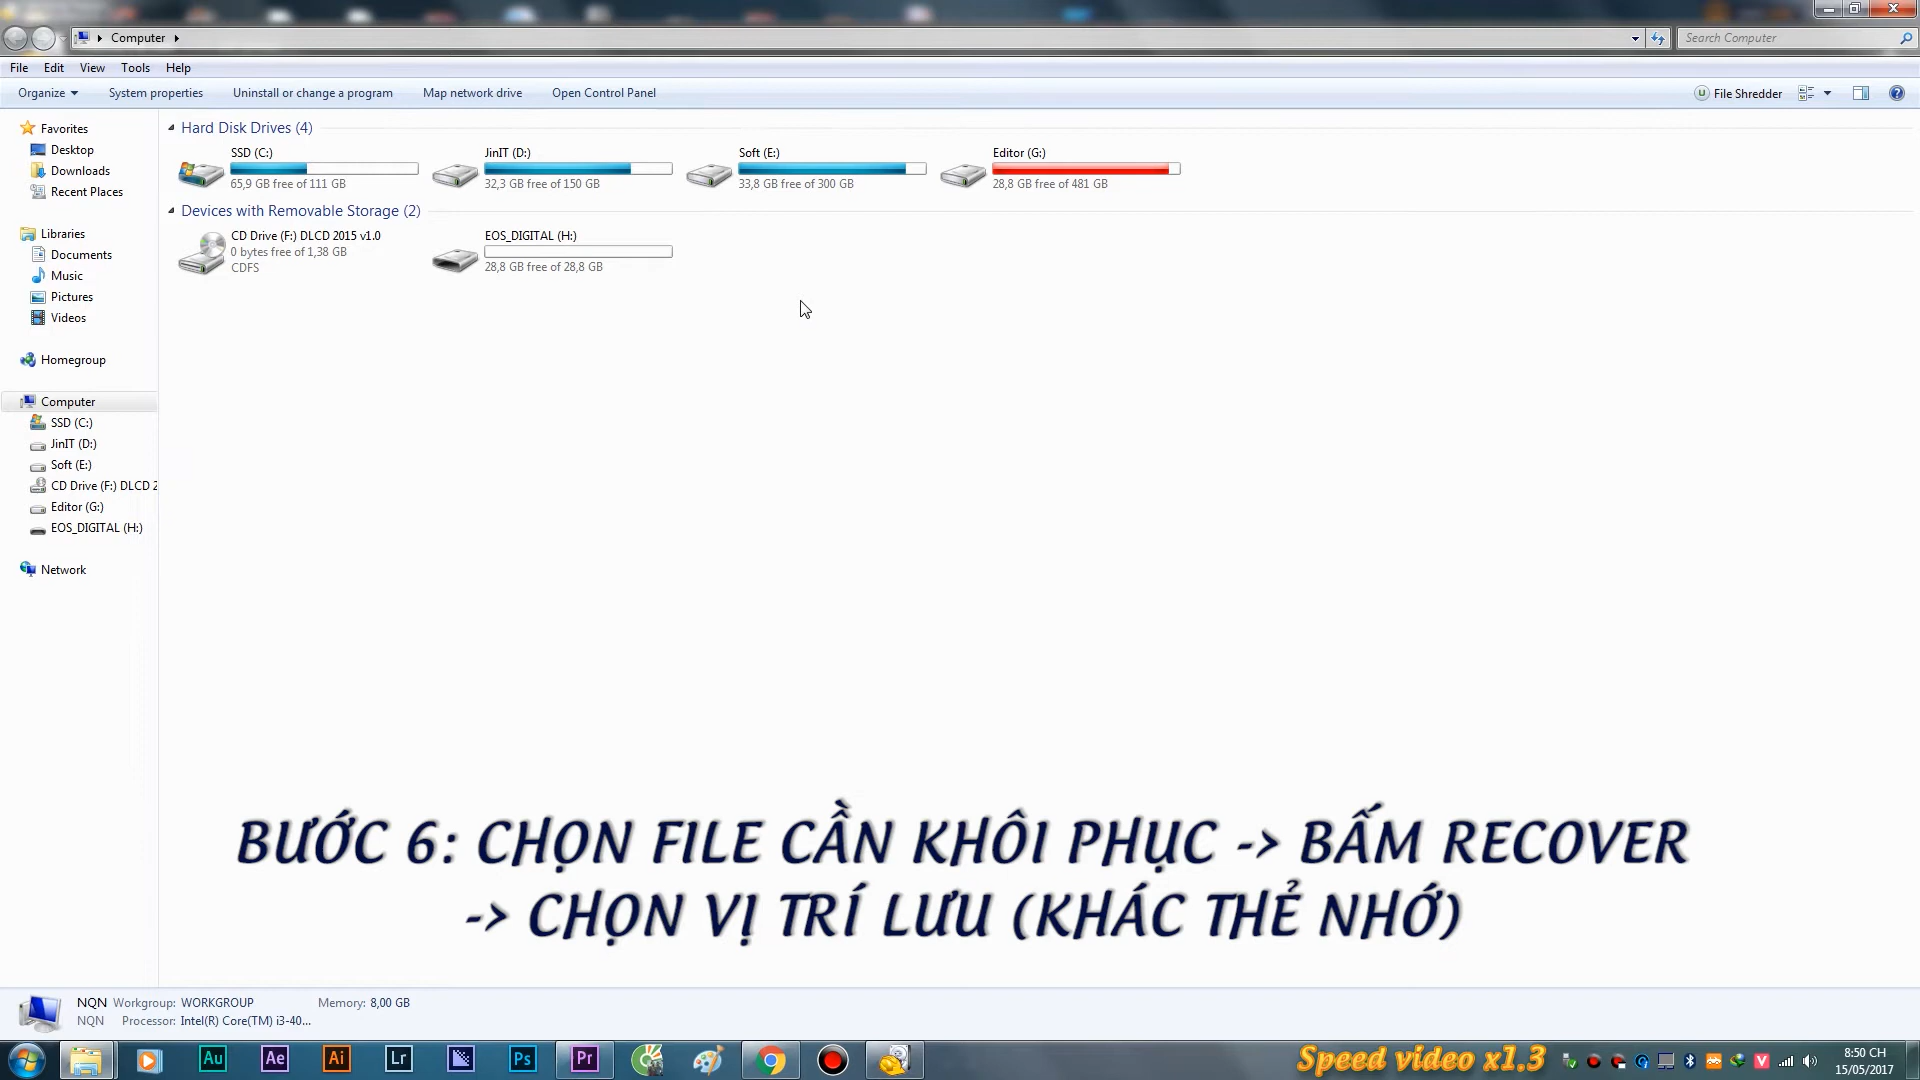 Computer
Search Computer
File Edit View Tools Help
Organize System properties Uninstall or change a program Map network drive Open Control Panel File Shredder
Favorites
Desktop
Downloads
Recent Places
Libraries
Documents
Music
Pictures
Videos
Homegroup
Computer
SSD (C:)
JinIT (D:)
Soft (E:)
CD Drive (F:) DLCD 2
Editor (G:)
EOS_DIGITAL (H:)
Network
Hard Disk Drives (4)
SSD (C:)
65,9 GB free of 111 GB
JinIT (D:)
32,3 GB free of 150 GB
Soft (E:)
33,8 GB free of 300 GB
Editor (G:)
28,8 GB free of 481 GB
Devices with Removable Storage (2)
CD Drive (F:) DLCD 2015 v1.0
0 bytes free of 1,38 GB
CDFS
EOS_DIGITAL (H:)
28,8 GB free of 28,8 GB
BƯỚC 6: CHỌN FILE CẦN KHÔI PHỤC -> BẤM RECOVER
-> CHỌN VỊ TRÍ LƯU (KHÁC THẺ NHỚ)
NQN Workgroup: WORKGROUP Memory: 8,00 GB
NQN Processor: Intel(R) Core(TM) i3-40...
Au Ae Ai Lr Ps Pr
Speed video x1.3
8:50 CH
15/05/2017